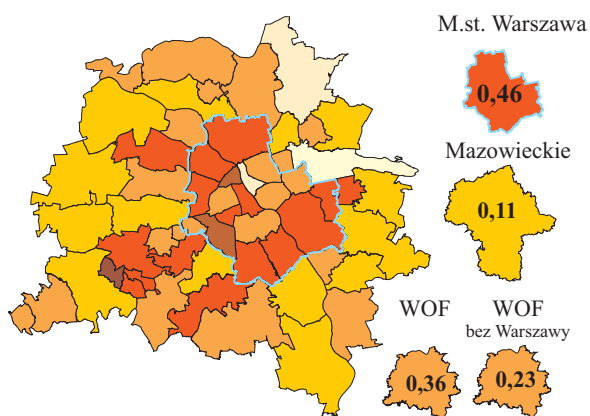 M.st. Warszawa
0,46
Mazowieckie
0,11
WOF
0,36
WOF
bez Warszawy
0,23